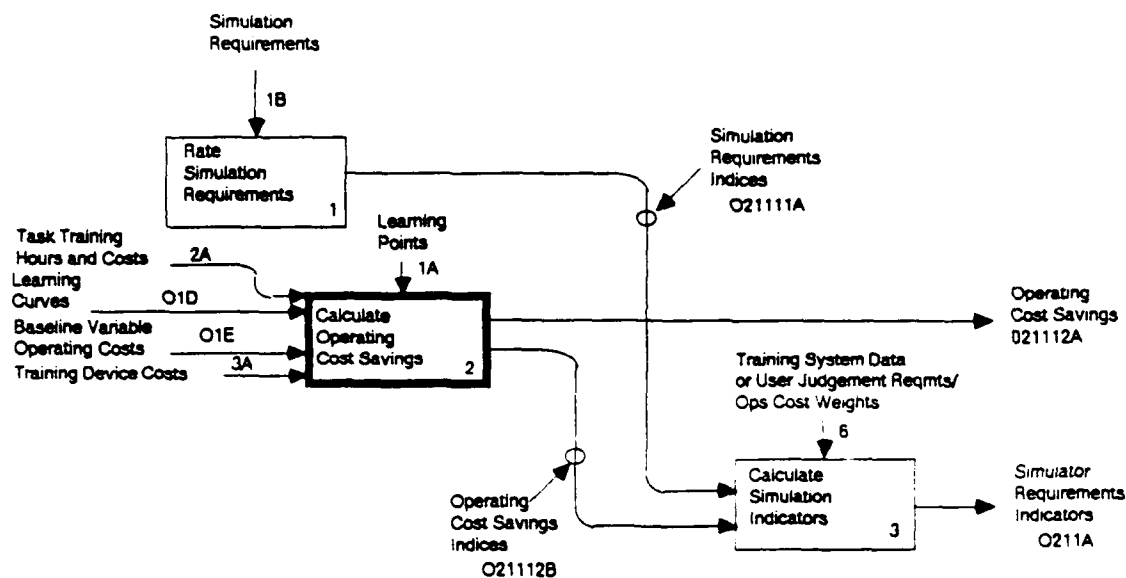 Simulation
Requirements
1B
Rate
Simulation
Requirements
1
Simulation
Requirements
Indices
O21111A
Task Training
Hours and Costs
2A
Learning
Curves
O1D
Baseline Variable
Operating Costs
O1E
Training Device Costs
3A
Learning
Points
1A
Calculate
Operating
Cost Savings
2
Operating
Cost Savings
021112A
Training System Data
or User Judgement Reqmts/
Ops Cost Weights
6
Calculate
Simulation
Indicators
3
Operating
Cost Savings
Indices
O21112B
Simulator
Requirements
Indicators
O211A